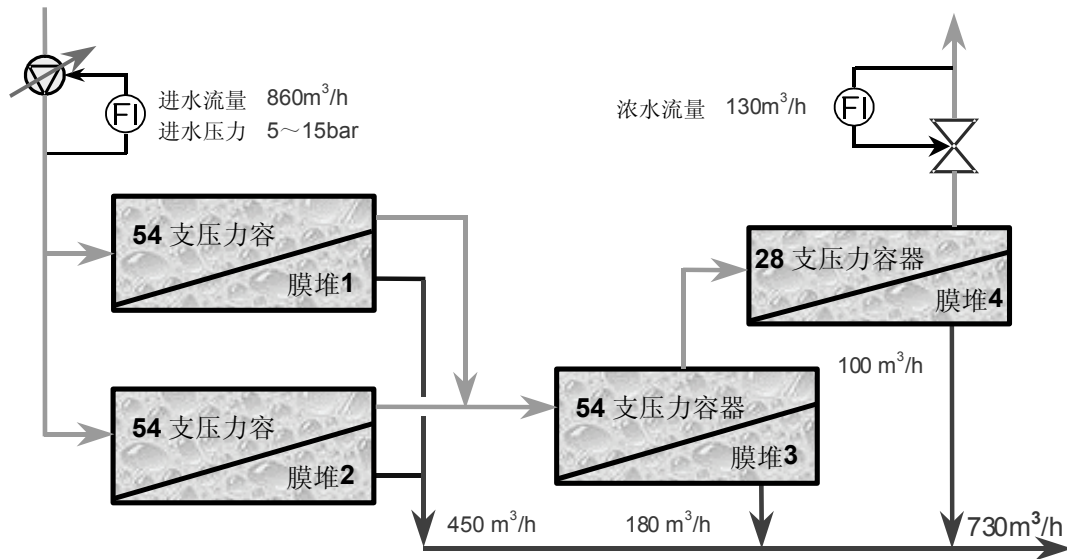 FI
进水流量 860m³/h
进水压力 5～15bar
浓水流量 130m³/h
FI
54 支压力容
膜堆1
28 支压力容器
膜堆4
100 m³/h
54 支压力容
膜堆2
54 支压力容器
膜堆3
450 m³/h
180 m³/h
730m³/h